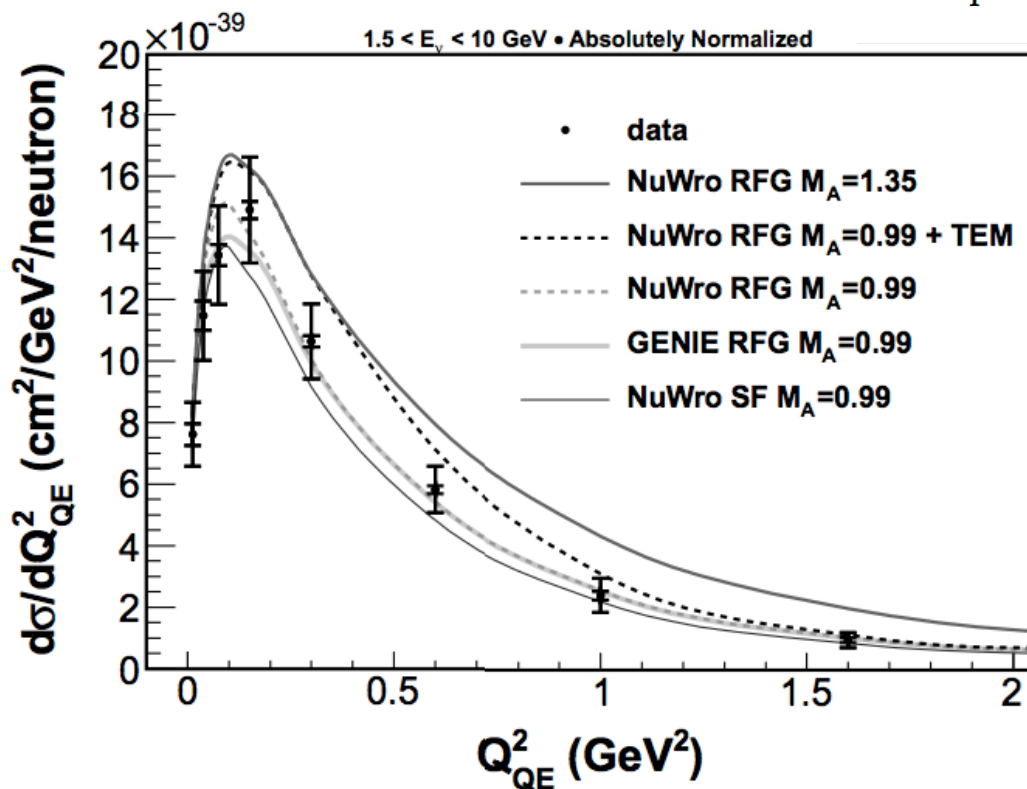 ×10⁻³⁹
1.5 < Eᵥ < 10 GeV • Absolutely Normalized
20
18
16
14
12
10
8
6
4
2
0
dσ/dQ²_QE (cm²/GeV²/neutron)
data
NuWro RFG M_A=1.35
NuWro RFG M_A=0.99 + TEM
NuWro RFG M_A=0.99
GENIE RFG M_A=0.99
NuWro SF M_A=0.99
0 0.5 1 1.5 2
Q²_QE (GeV²)